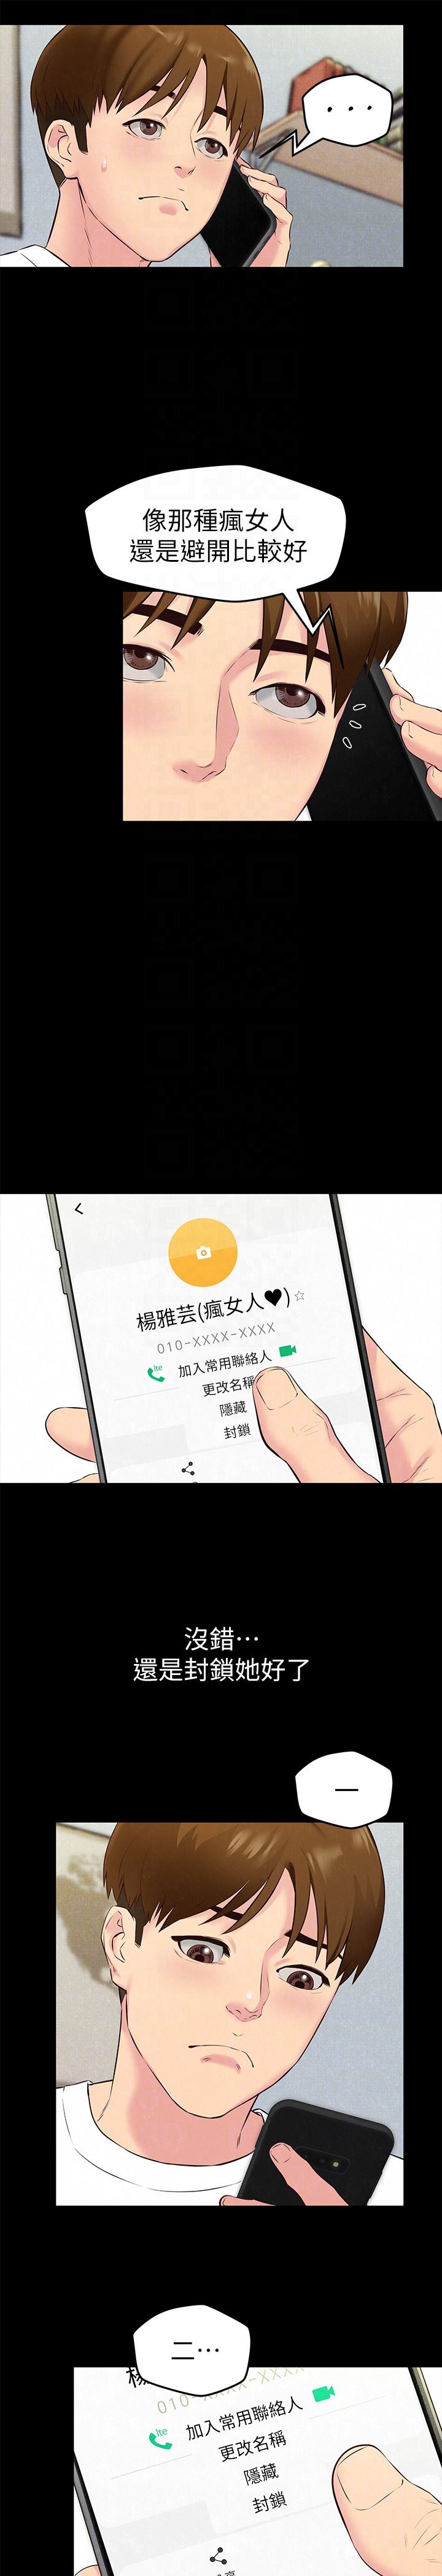 ...
像那種瘋女人
還是避開比較好
楊雅芸(瘋女人♥)☆
010-XXXX-XXXX
lte
加入常用聯絡人
更改名稱
隱藏
封鎖
沒錯…
還是封鎖她好了
一
二…
楊
010-XXXX-XXXX
lte
加入常用聯絡人
更改名稱
隱藏
封鎖